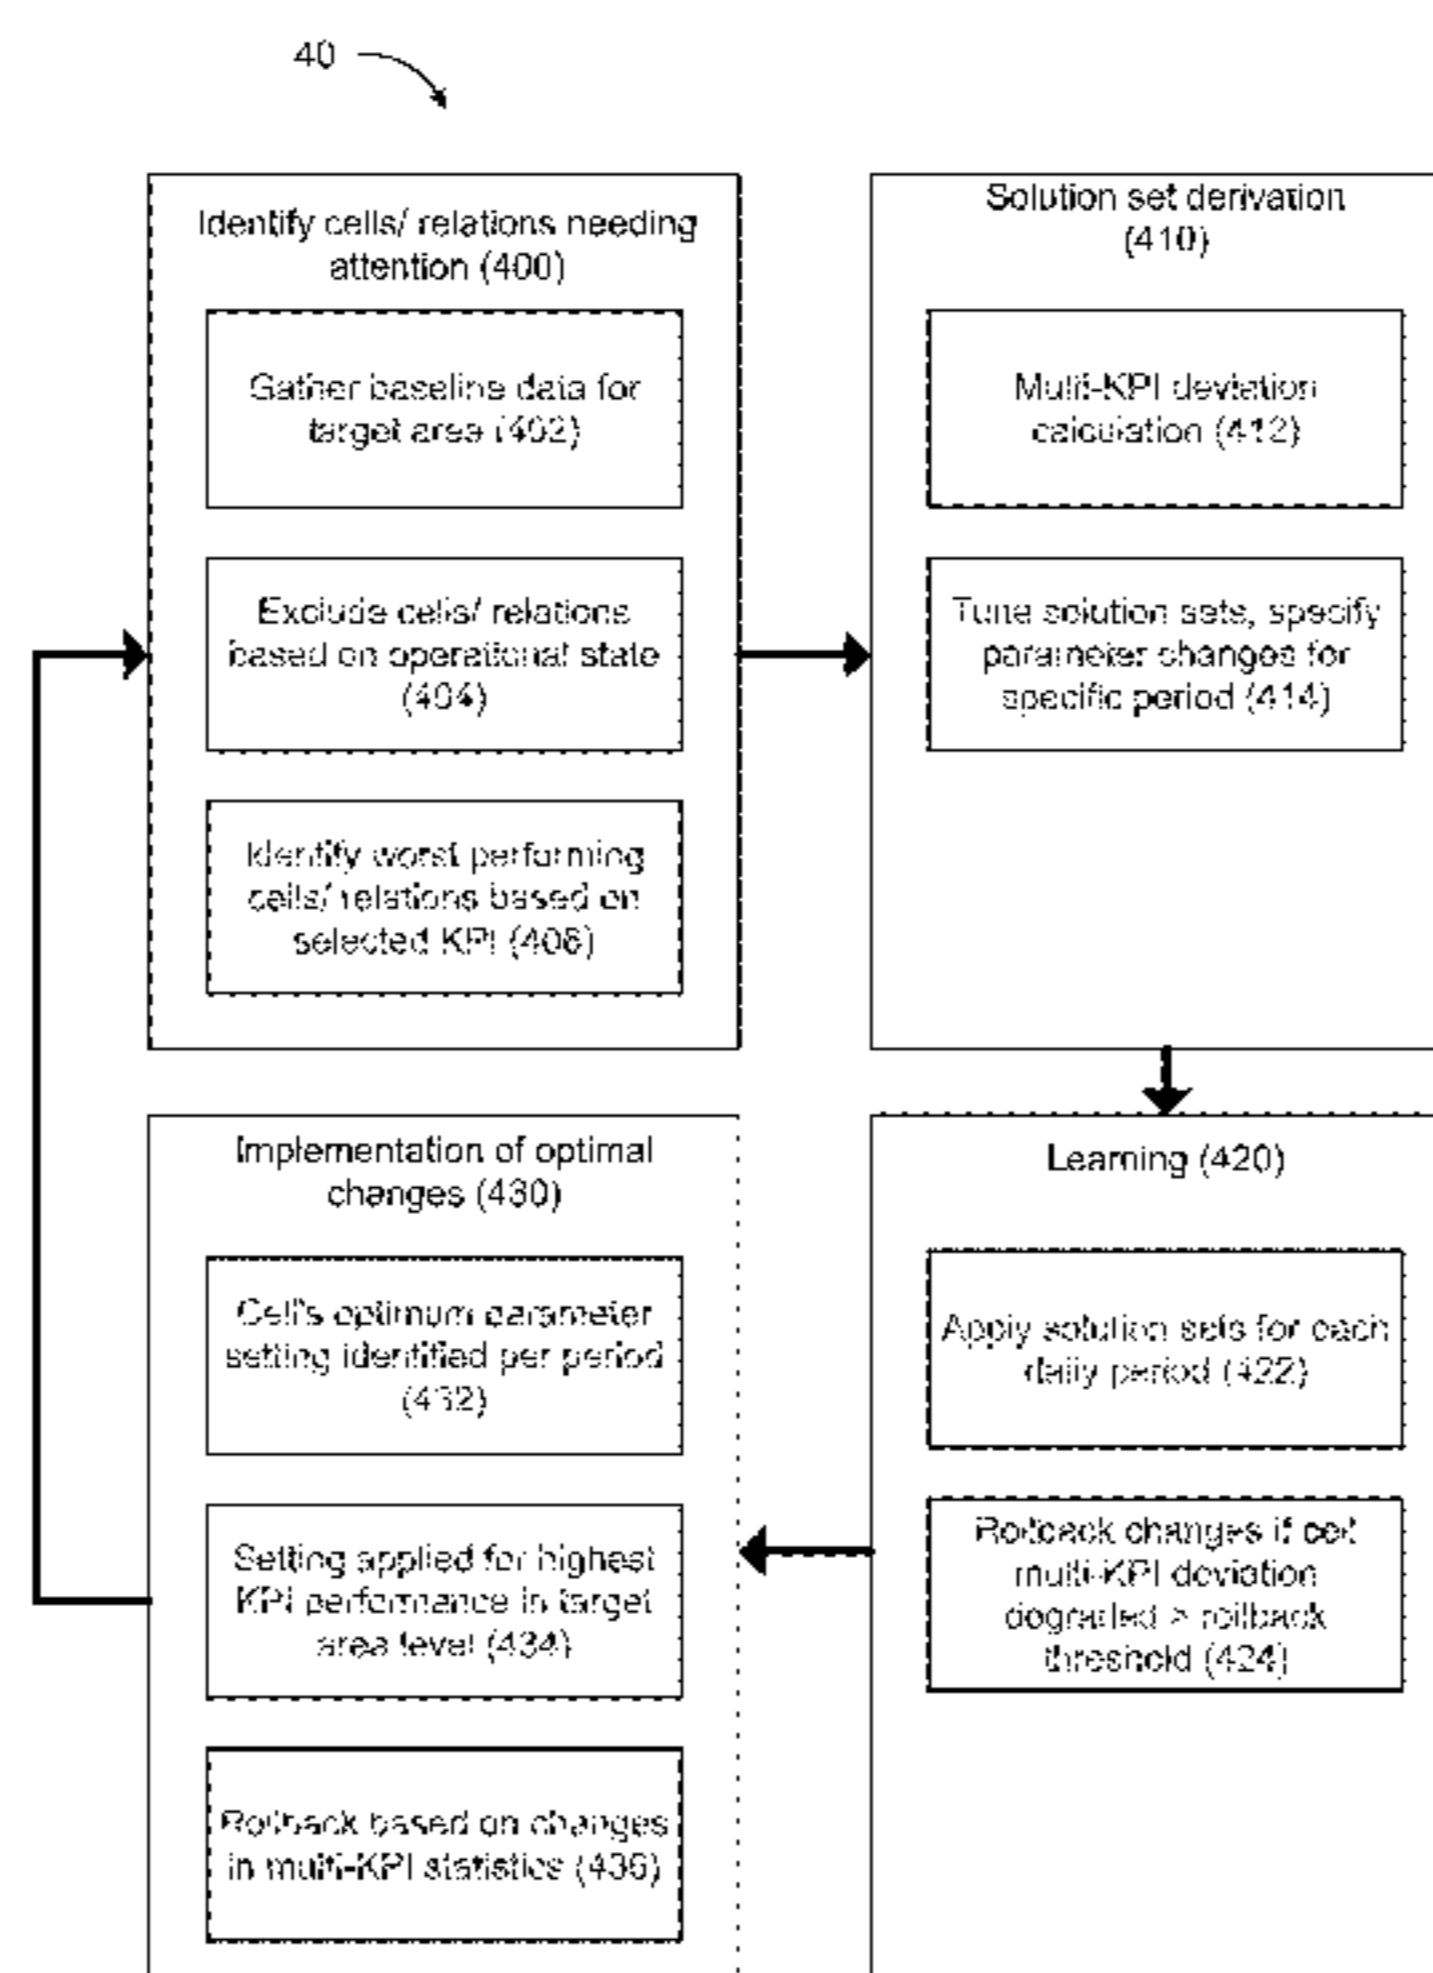 40
Identify cells/ relations needing
attention (400)
Gather baseline data for
target area (402)
Exclude cells/ relations
based on operational state
(404)
Identify worst performing
cells/ relations based on
selected KPI (406)
Solution set derivation
(410)
Multi-KPI deviation
calculation (412)
Tune solution sets, specify
parameter changes for
specific period (414)
Learning (420)
Apply solution sets for each
daily period (422)
Rollback changes if cell
multi-KPI deviation
degraded > rollback
threshold (424)
Implementation of optimal
changes (430)
Cell's optimum parameter
setting identified per period
(432)
Setting applied for highest
KPI performance in target
area level (434)
Rollback based on changes
in multi-KPI statistics (436)